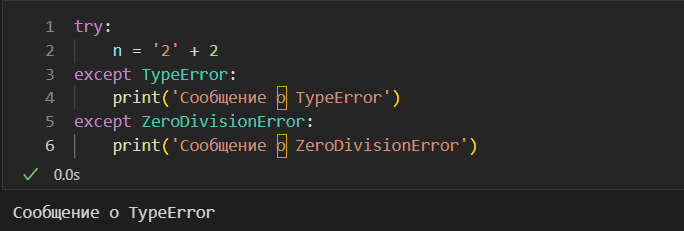 1 try:
2 n = '2' + 2
3 except TypeError:
4 print('Сообщение о TypeError')
5 except ZeroDivisionError:
6 print('Сообщение о ZeroDivisionError')
0.0s
Сообщение о TypeError